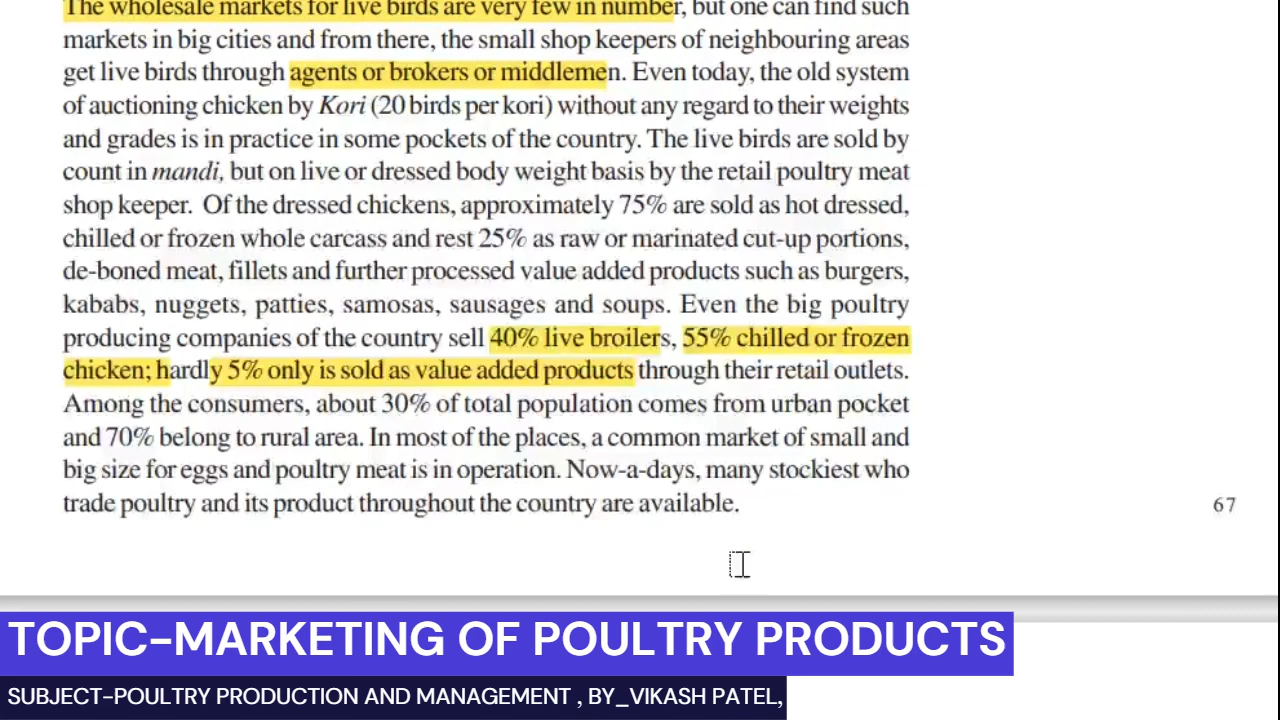 The wholesale markets for live birds are very few in number, but one can find such
markets in big cities and from there, the small shop keepers of neighbouring areas
get live birds through agents or brokers or middlemen. Even today, the old system
of auctioning chicken by Kori (20 birds per kori) without any regard to their weights
and grades is in practice in some pockets of the country. The live birds are sold by
count in mandi, but on live or dressed body weight basis by the retail poultry meat
shop keeper. Of the dressed chickens, approximately 75% are sold as hot dressed,
chilled or frozen whole carcass and rest 25% as raw or marinated cut-up portions,
de-boned meat, fillets and further processed value added products such as burgers,
kababs, nuggets, patties, samosas, sausages and soups. Even the big poultry
producing companies of the country sell 40% live broilers, 55% chilled or frozen
chicken; hardly 5% only is sold as value added products through their retail outlets.
Among the consumers, about 30% of total population comes from urban pocket
and 70% belong to rural area. In most of the places, a common market of small and
big size for eggs and poultry meat is in operation. Now-a-days, many stockiest who
trade poultry and its product throughout the country are available.
67
TOPIC-MARKETING OF POULTRY PRODUCTS
SUBJECT-POULTRY PRODUCTION AND MANAGEMENT , BY_VIKASH PATEL,